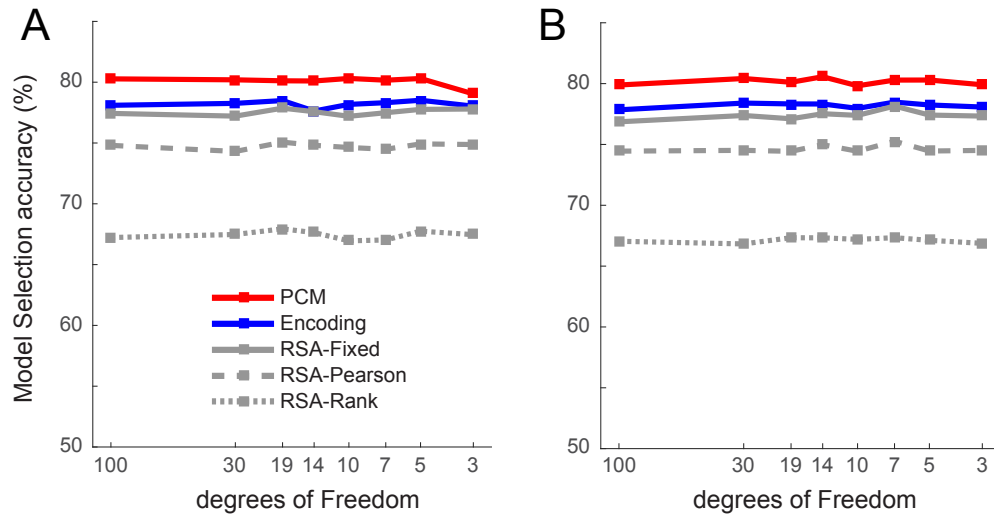 A
B
Model Selection accuracy (%)
80
70
60
50
PCM
Encoding
RSA-Fixed
RSA-Pearson
RSA-Rank
100 30 19 14 10 7 5 3
degrees of Freedom
80
70
60
50
100 30 19 14 10 7 5 3
degrees of Freedom